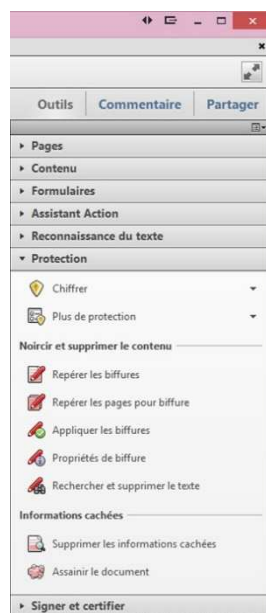 Outils Commentaire Partager
Pages
Contenu
Formulaires
Assistant Action
Reconnaissance du texte
Protection
Chiffrer
Plus de protection
Noircir et supprimer le contenu
Repérer les biffures
Repérer les pages pour biffure
Appliquer les biffures
Propriétés de biffure
Rechercher et supprimer le texte
Informations cachées
Supprimer les informations cachées
Assainir le document
Signer et certifier